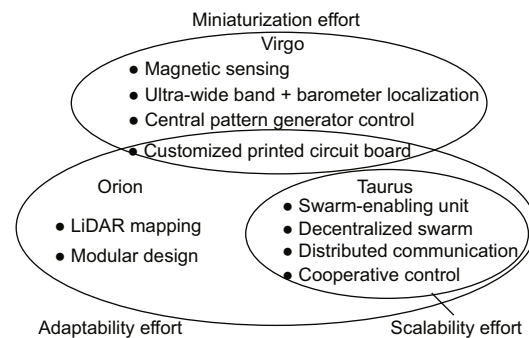 Miniaturization effort
Virgo
● Magnetic sensing
● Ultra-wide band + barometer localization
● Central pattern generator control
● Customized printed circuit board
Orion
● LiDAR mapping
● Modular design
Taurus
● Swarm-enabling unit
● Decentralized swarm
● Distributed communication
● Cooperative control
Adaptability effort
Scalability effort